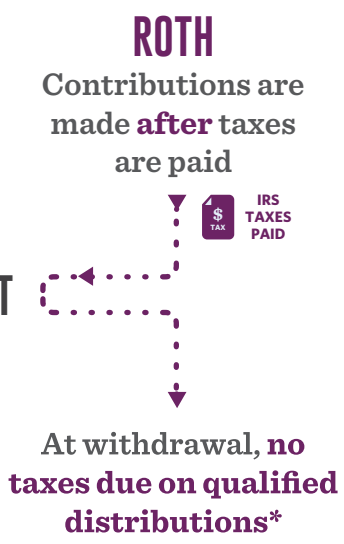 ROTH
Contributions are
made after taxes
are paid
$
TAX
IRS
TAXES
PAID
T
At withdrawal, no
taxes due on qualified
distributions*